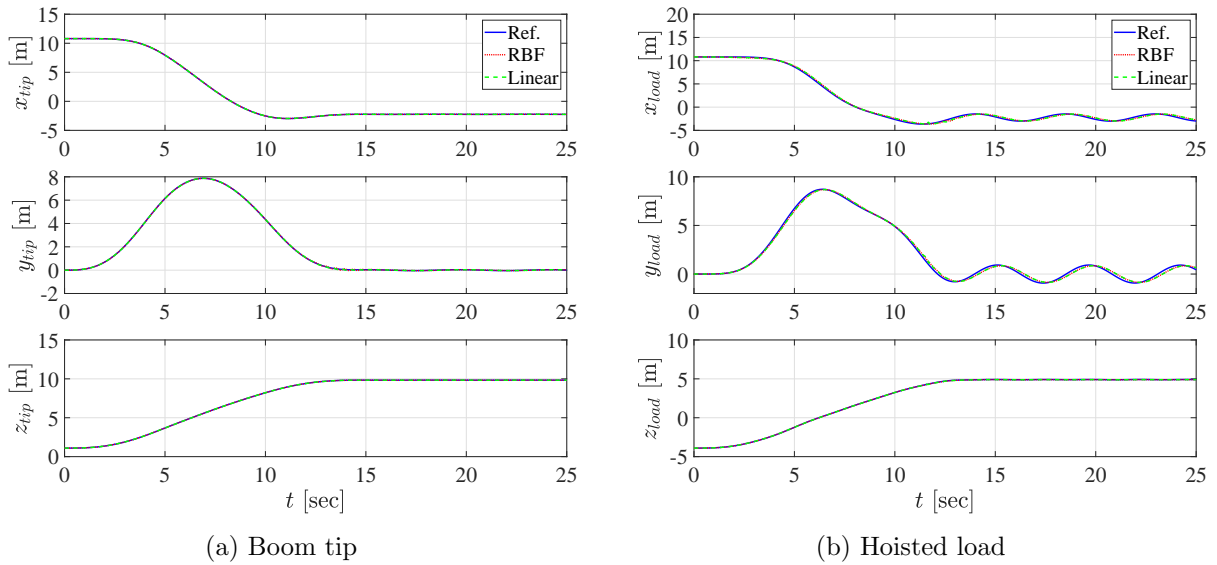 15
10
5
0
-5
x_tip [m]
Ref.
RBF
Linear
0 5 10 15 20 25
8
6
4
2
0
-2
y_tip [m]
0 5 10 15 20 25
15
10
5
0
z_tip [m]
0 5 10 15 20 25
t [sec]
(a) Boom tip
20
15
10
5
0
-5
x_load [m]
Ref.
RBF
Linear
0 5 10 15 20 25
10
5
0
y_load [m]
0 5 10 15 20 25
10
5
0
-5
z_load [m]
0 5 10 15 20 25
t [sec]
(b) Hoisted load